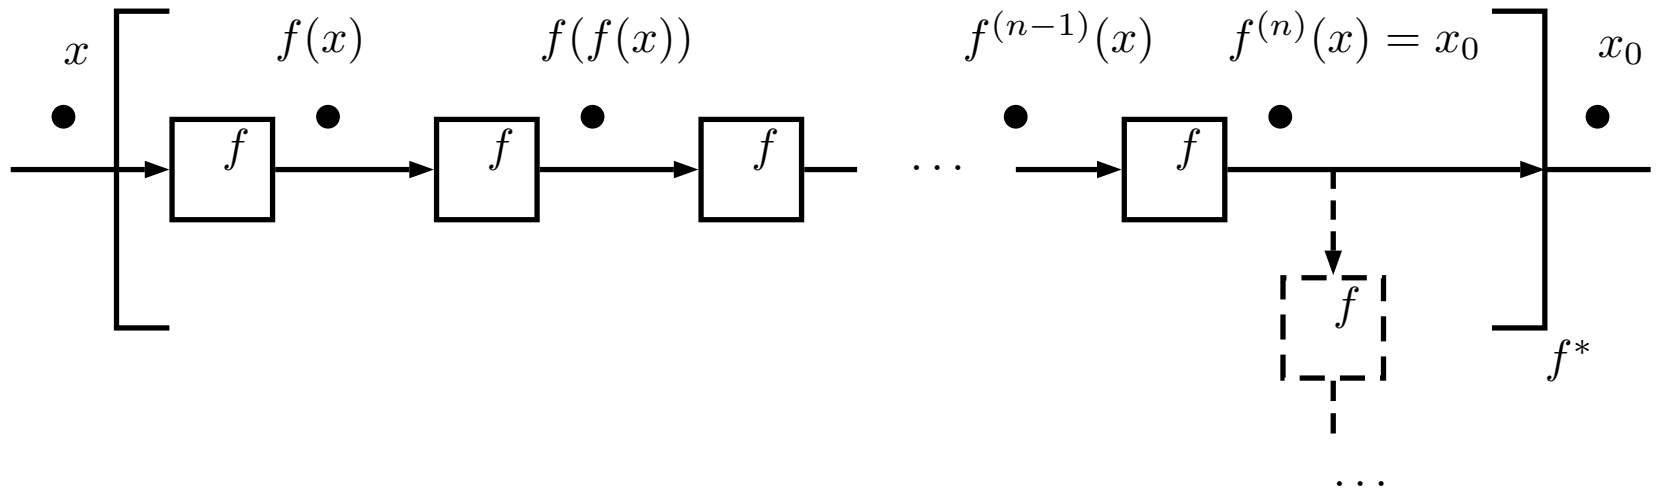 x f(x) f(f(x)) f^{(n-1)}(x) f^{(n)}(x) = x_0 x_0
f f f ... f
f
f^*
...